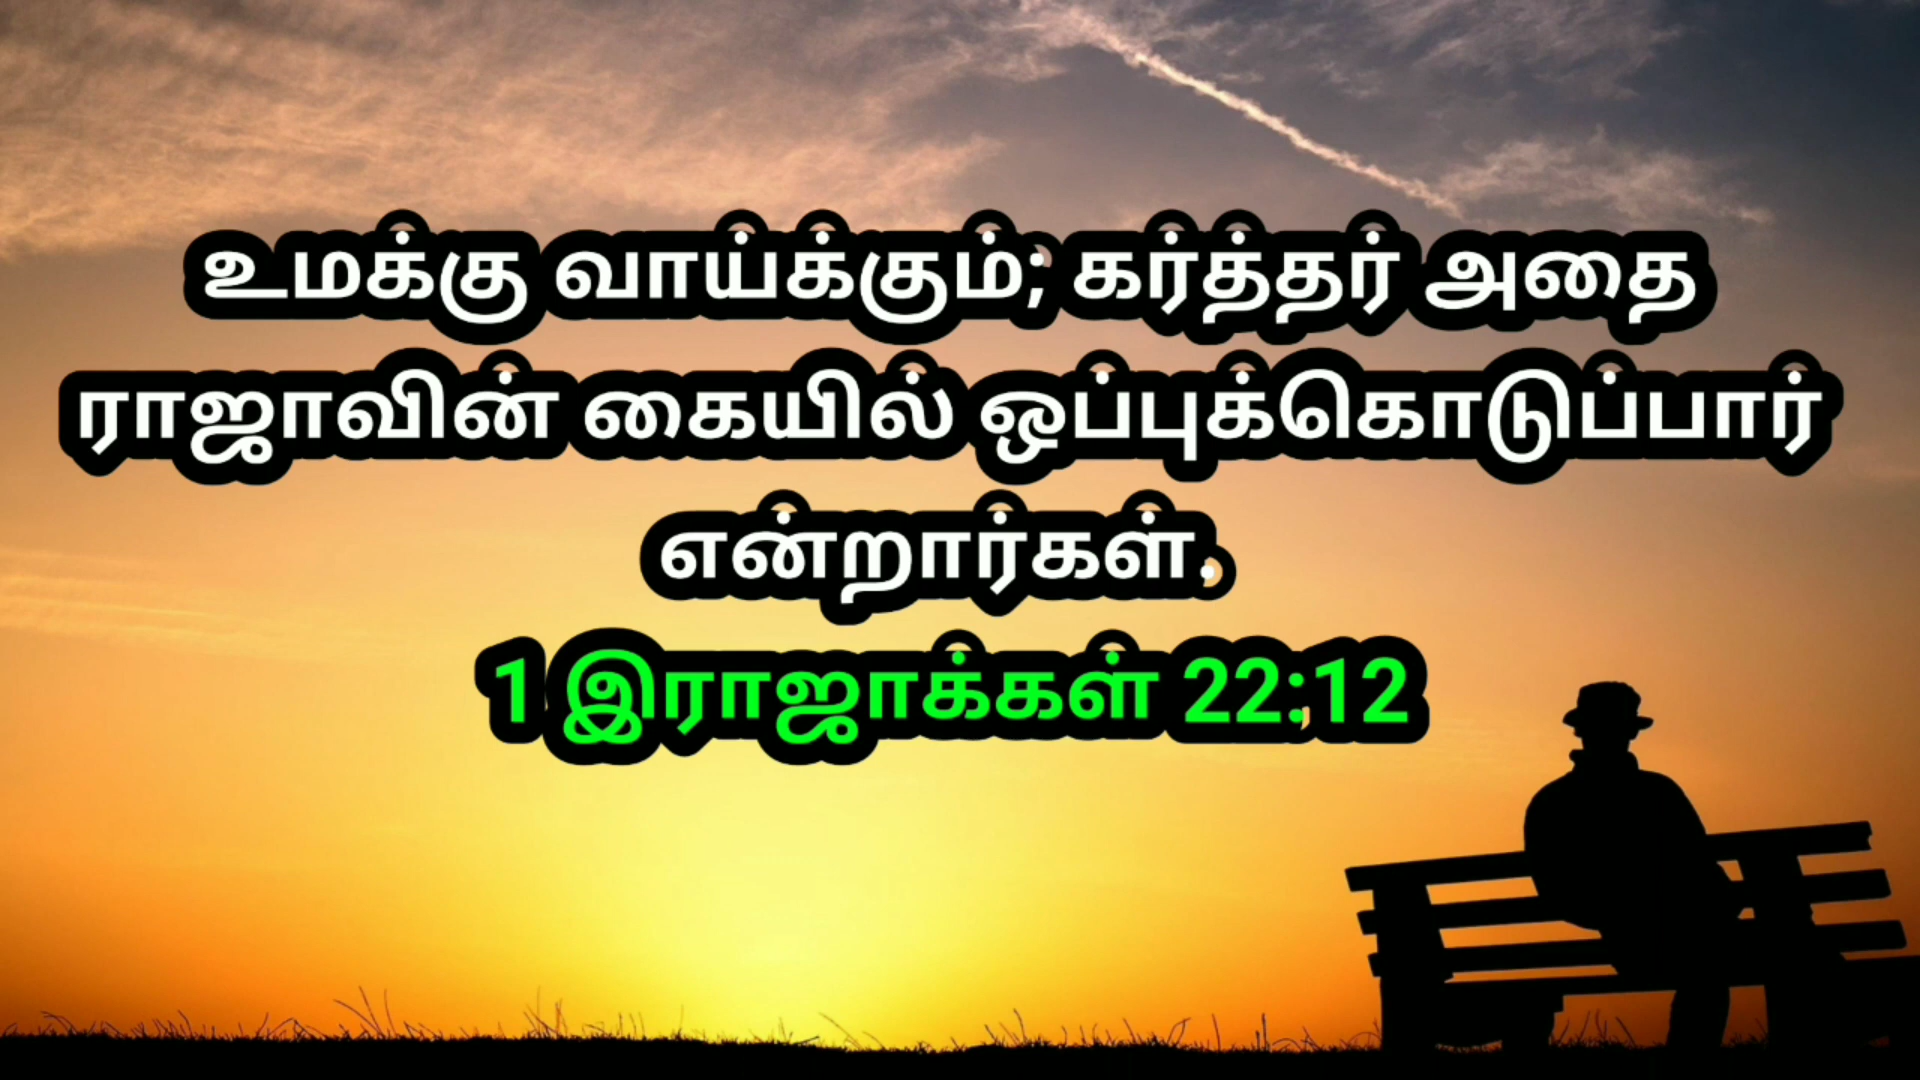 உமக்கு வாய்க்கும்; கர்த்தர் அதை
ராஜாவின் கையில் ஒப்புக்கொடுப்பார்
என்றார்கள்.
1 இராஜாக்கள் 22:12